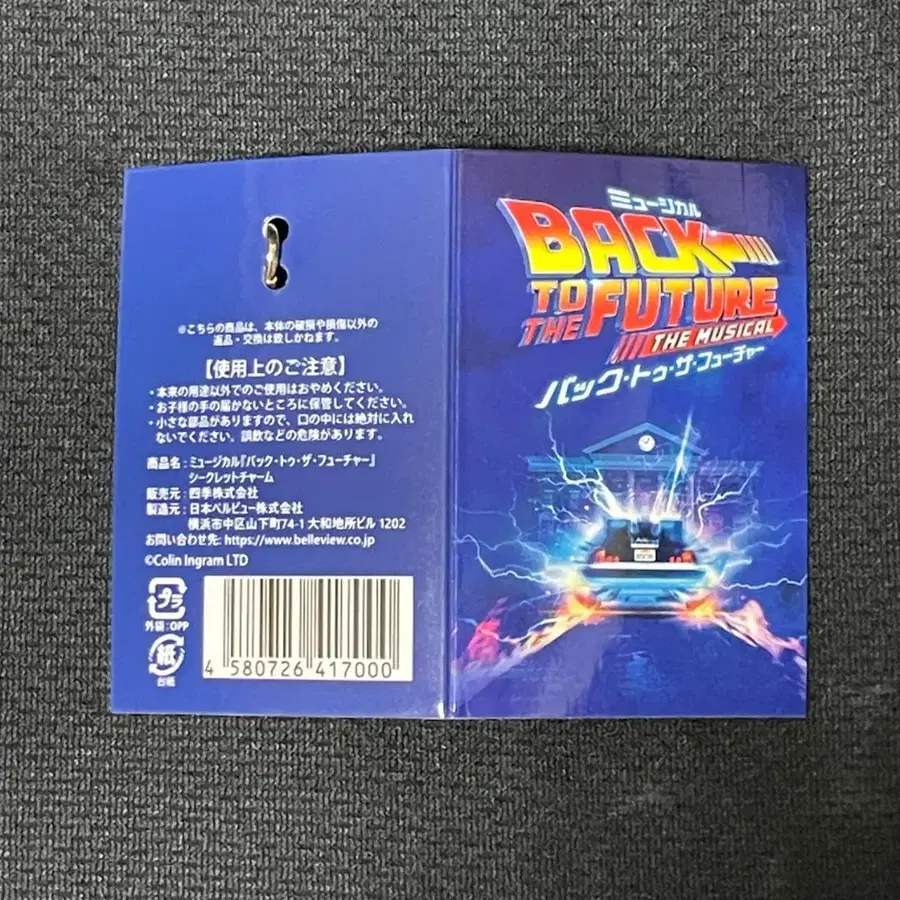 ※こちらの商品は、本体の破損や損傷以外の
返品・交換は致しかねます。
【使用上のご注意】
・本来の用途以外でのご使用はおやめください。
・お子様の手の届かないところに保管してください。
・小さな部品がありますので、口の中には絶対に入れ
ないでください。誤飲などの危険があります。
商品名：ミュージカル『バック・トゥ・ザ・フューチャー』
シークレットチャーム
販売元：四季株式会社
製造元：日本ベルビュー株式会社
横浜市中区山下町74-1 大和地所ビル 1202
お問い合わせ先：https://www.belleview.co.jp
©Colin Ingram LTD
プラ
外袋：OPP
紙
台紙
4 580726 417000
ミュージカル
BACK
TO THE FUTURE
THE MUSICAL
バック・トゥ・ザ・フューチャー